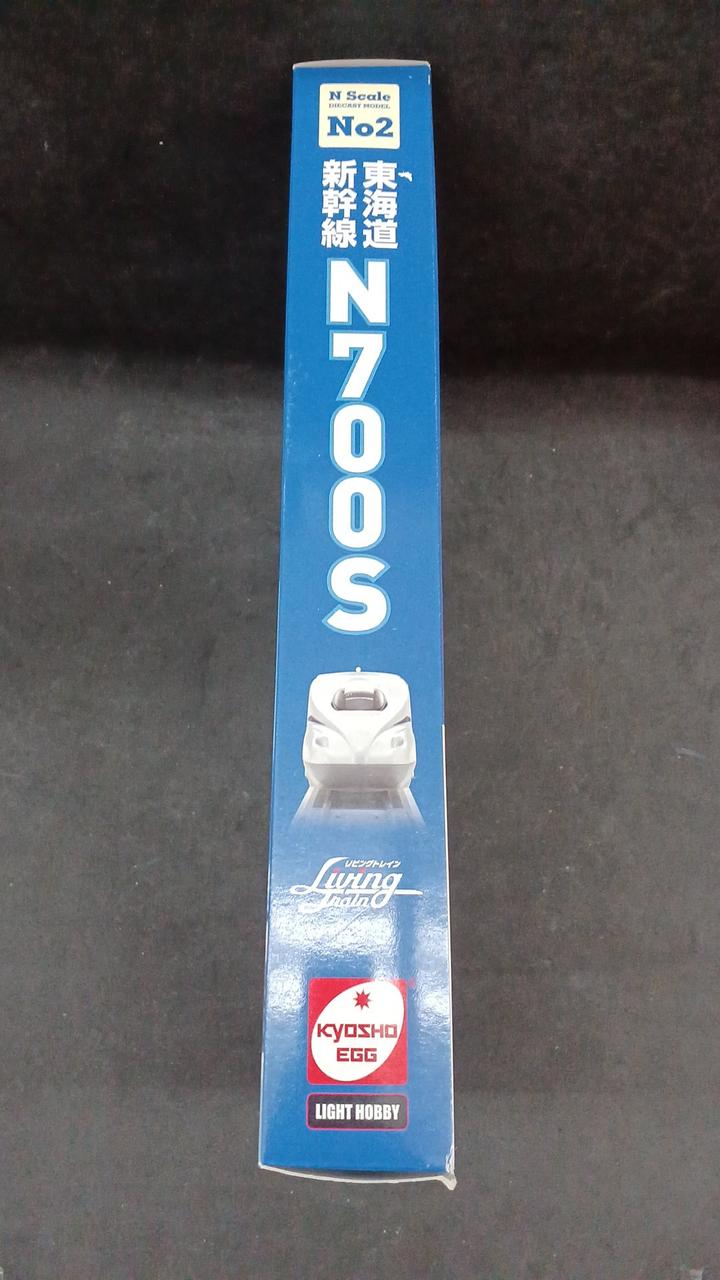 N Scale
DIECAST MODEL
No2
東海道
新幹線
N700S
リビングトレイン
Living
Train
KYOSHO
EGG
LIGHT HOBBY